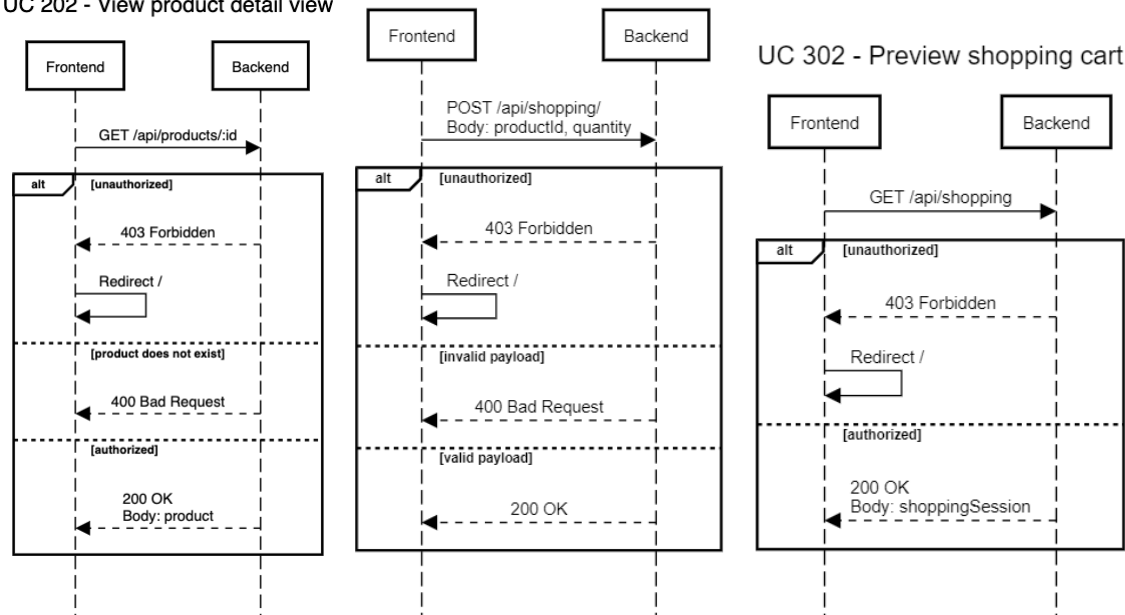 UC 202 - View product detail view
Frontend
Backend
GET /api/products/:id
alt
[unauthorized]
403 Forbidden
Redirect /
[product does not exist]
400 Bad Request
[authorized]
200 OK
Body: product
Frontend
Backend
POST /api/shopping/
Body: productId, quantity
alt
[unauthorized]
403 Forbidden
Redirect /
[invalid payload]
400 Bad Request
[valid payload]
200 OK
UC 302 - Preview shopping cart
Frontend
Backend
GET /api/shopping
alt
[unauthorized]
403 Forbidden
Redirect /
[authorized]
200 OK
Body: shoppingSession